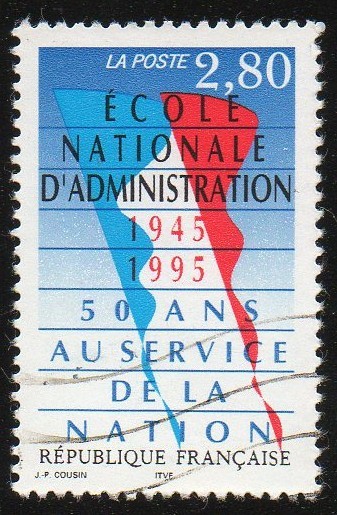 LA POSTE 2,80
ÉCOLE
NATIONALE
D'ADMINISTRATION
1945
1995
50 ANS
AU SERVICE
DE LA
NATION
RÉPUBLIQUE FRANÇAISE
J.-P. COUSIN ITVF